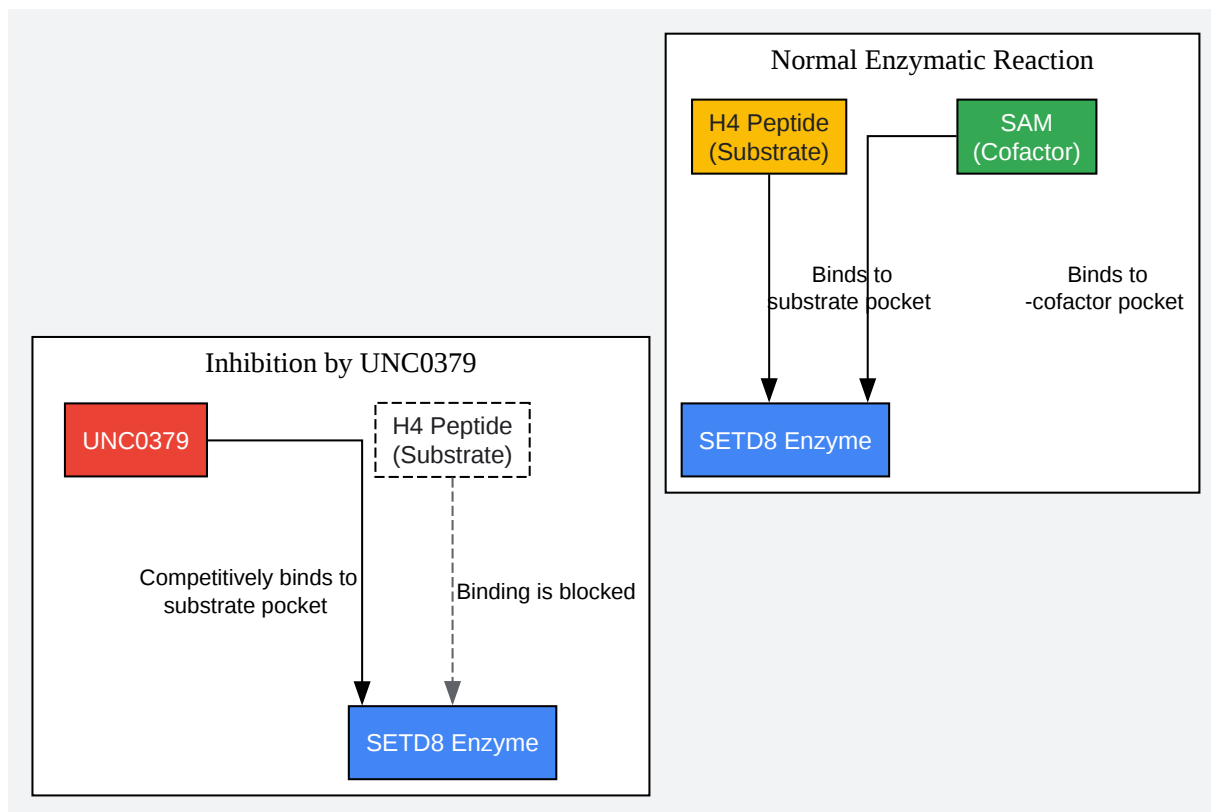 Normal Enzymatic Reaction
H4 Peptide
(Substrate)
SAM
(Cofactor)
Binds to
substrate pocket
Binds to
-cofactor pocket
SETD8 Enzyme
Inhibition by UNC0379
UNC0379
H4 Peptide
(Substrate)
Competitively binds to
substrate pocket
Binding is blocked
SETD8 Enzyme